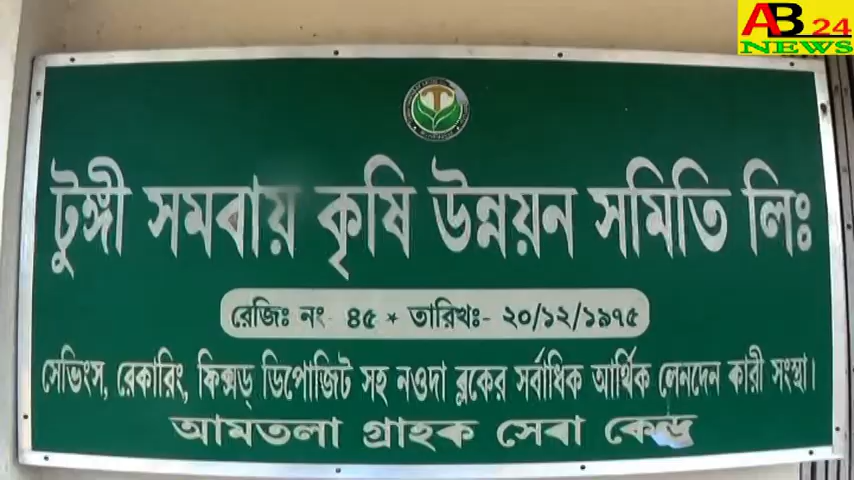 AB 24
NEWS
টুঙ্গী সমবায় কৃষি উন্নয়ন সমিতি লিঃ
রেজিঃ নং- ৪৫ * তারিখঃ- ২০/১২/১৯৭৫
সেভিংস, রেকারিং, ফিক্সড্ ডিপোজিট সহ নওদা ব্লকের সর্বাধিক আর্থিক লেনদেন কারী সংস্থা।
আমতলা গ্রাহক সেবা কেন্দ্র